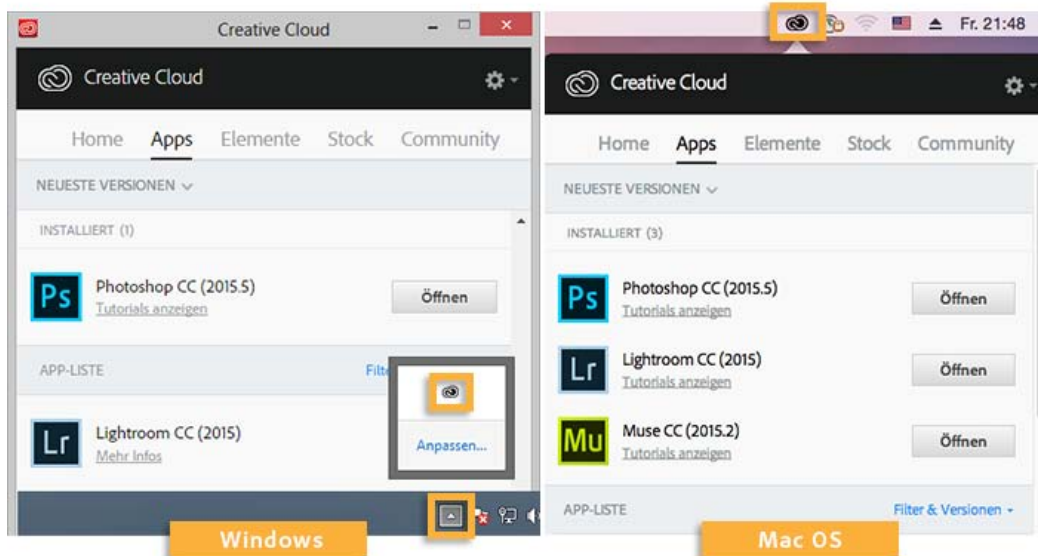 Creative Cloud
Creative Cloud
Home Apps Elemente Stock Community
NEUESTE VERSIONEN
INSTALLIERT (1)
Ps
Photoshop CC (2015.5)
Tutorials anzeigen
Öffnen
APP-LISTE
Lr
Lightroom CC (2015)
Mehr Infos
Anpassen...
Windows
Fr. 21:48
Creative Cloud
Home Apps Elemente Stock Community
NEUESTE VERSIONEN
INSTALLIERT (3)
Ps
Photoshop CC (2015.5)
Tutorials anzeigen
Öffnen
Lr
Lightroom CC (2015)
Tutorials anzeigen
Öffnen
Mu
Muse CC (2015.2)
Tutorials anzeigen
Öffnen
APP-LISTE
Filter & Versionen
Mac OS